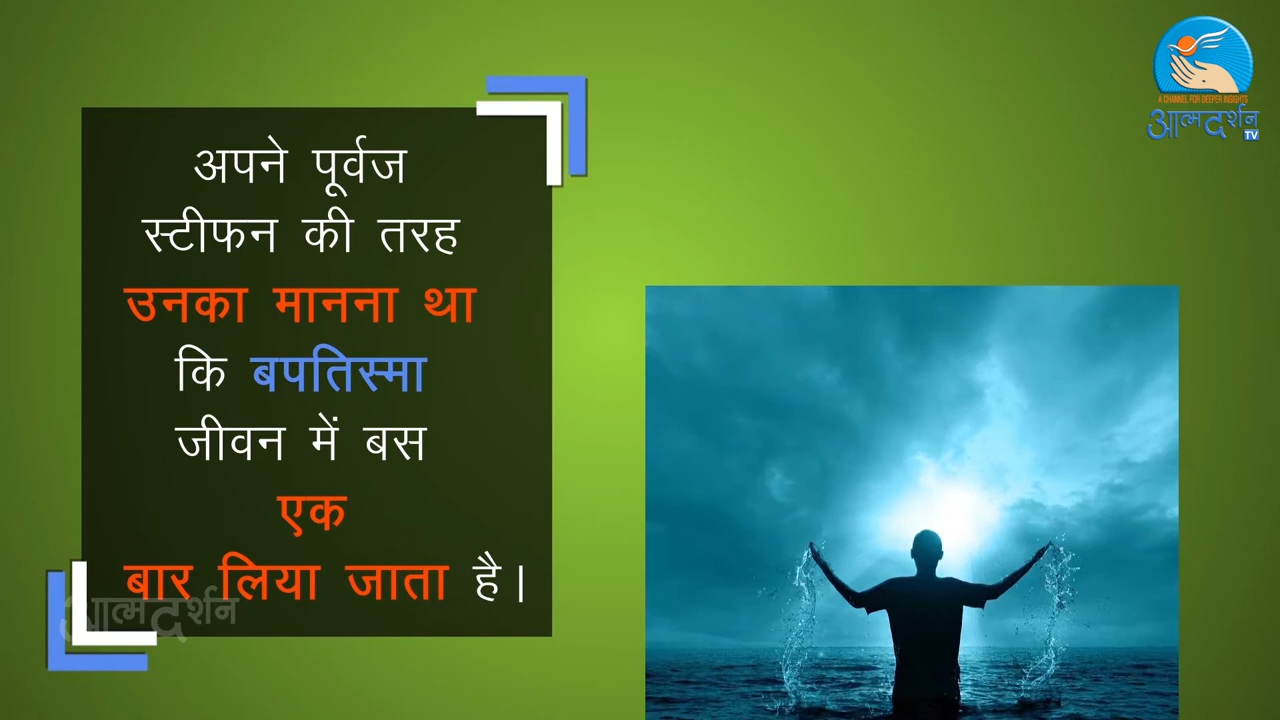 अपने पूर्वज
स्टीफन की तरह
उनका मानना था
कि बपतिस्मा
जीवन में बस
एक
बार लिया जाता है।
A CHANNEL FOR DEEPER INSIGHTS
आत्मदर्शन
TV
आत्मदर्शन